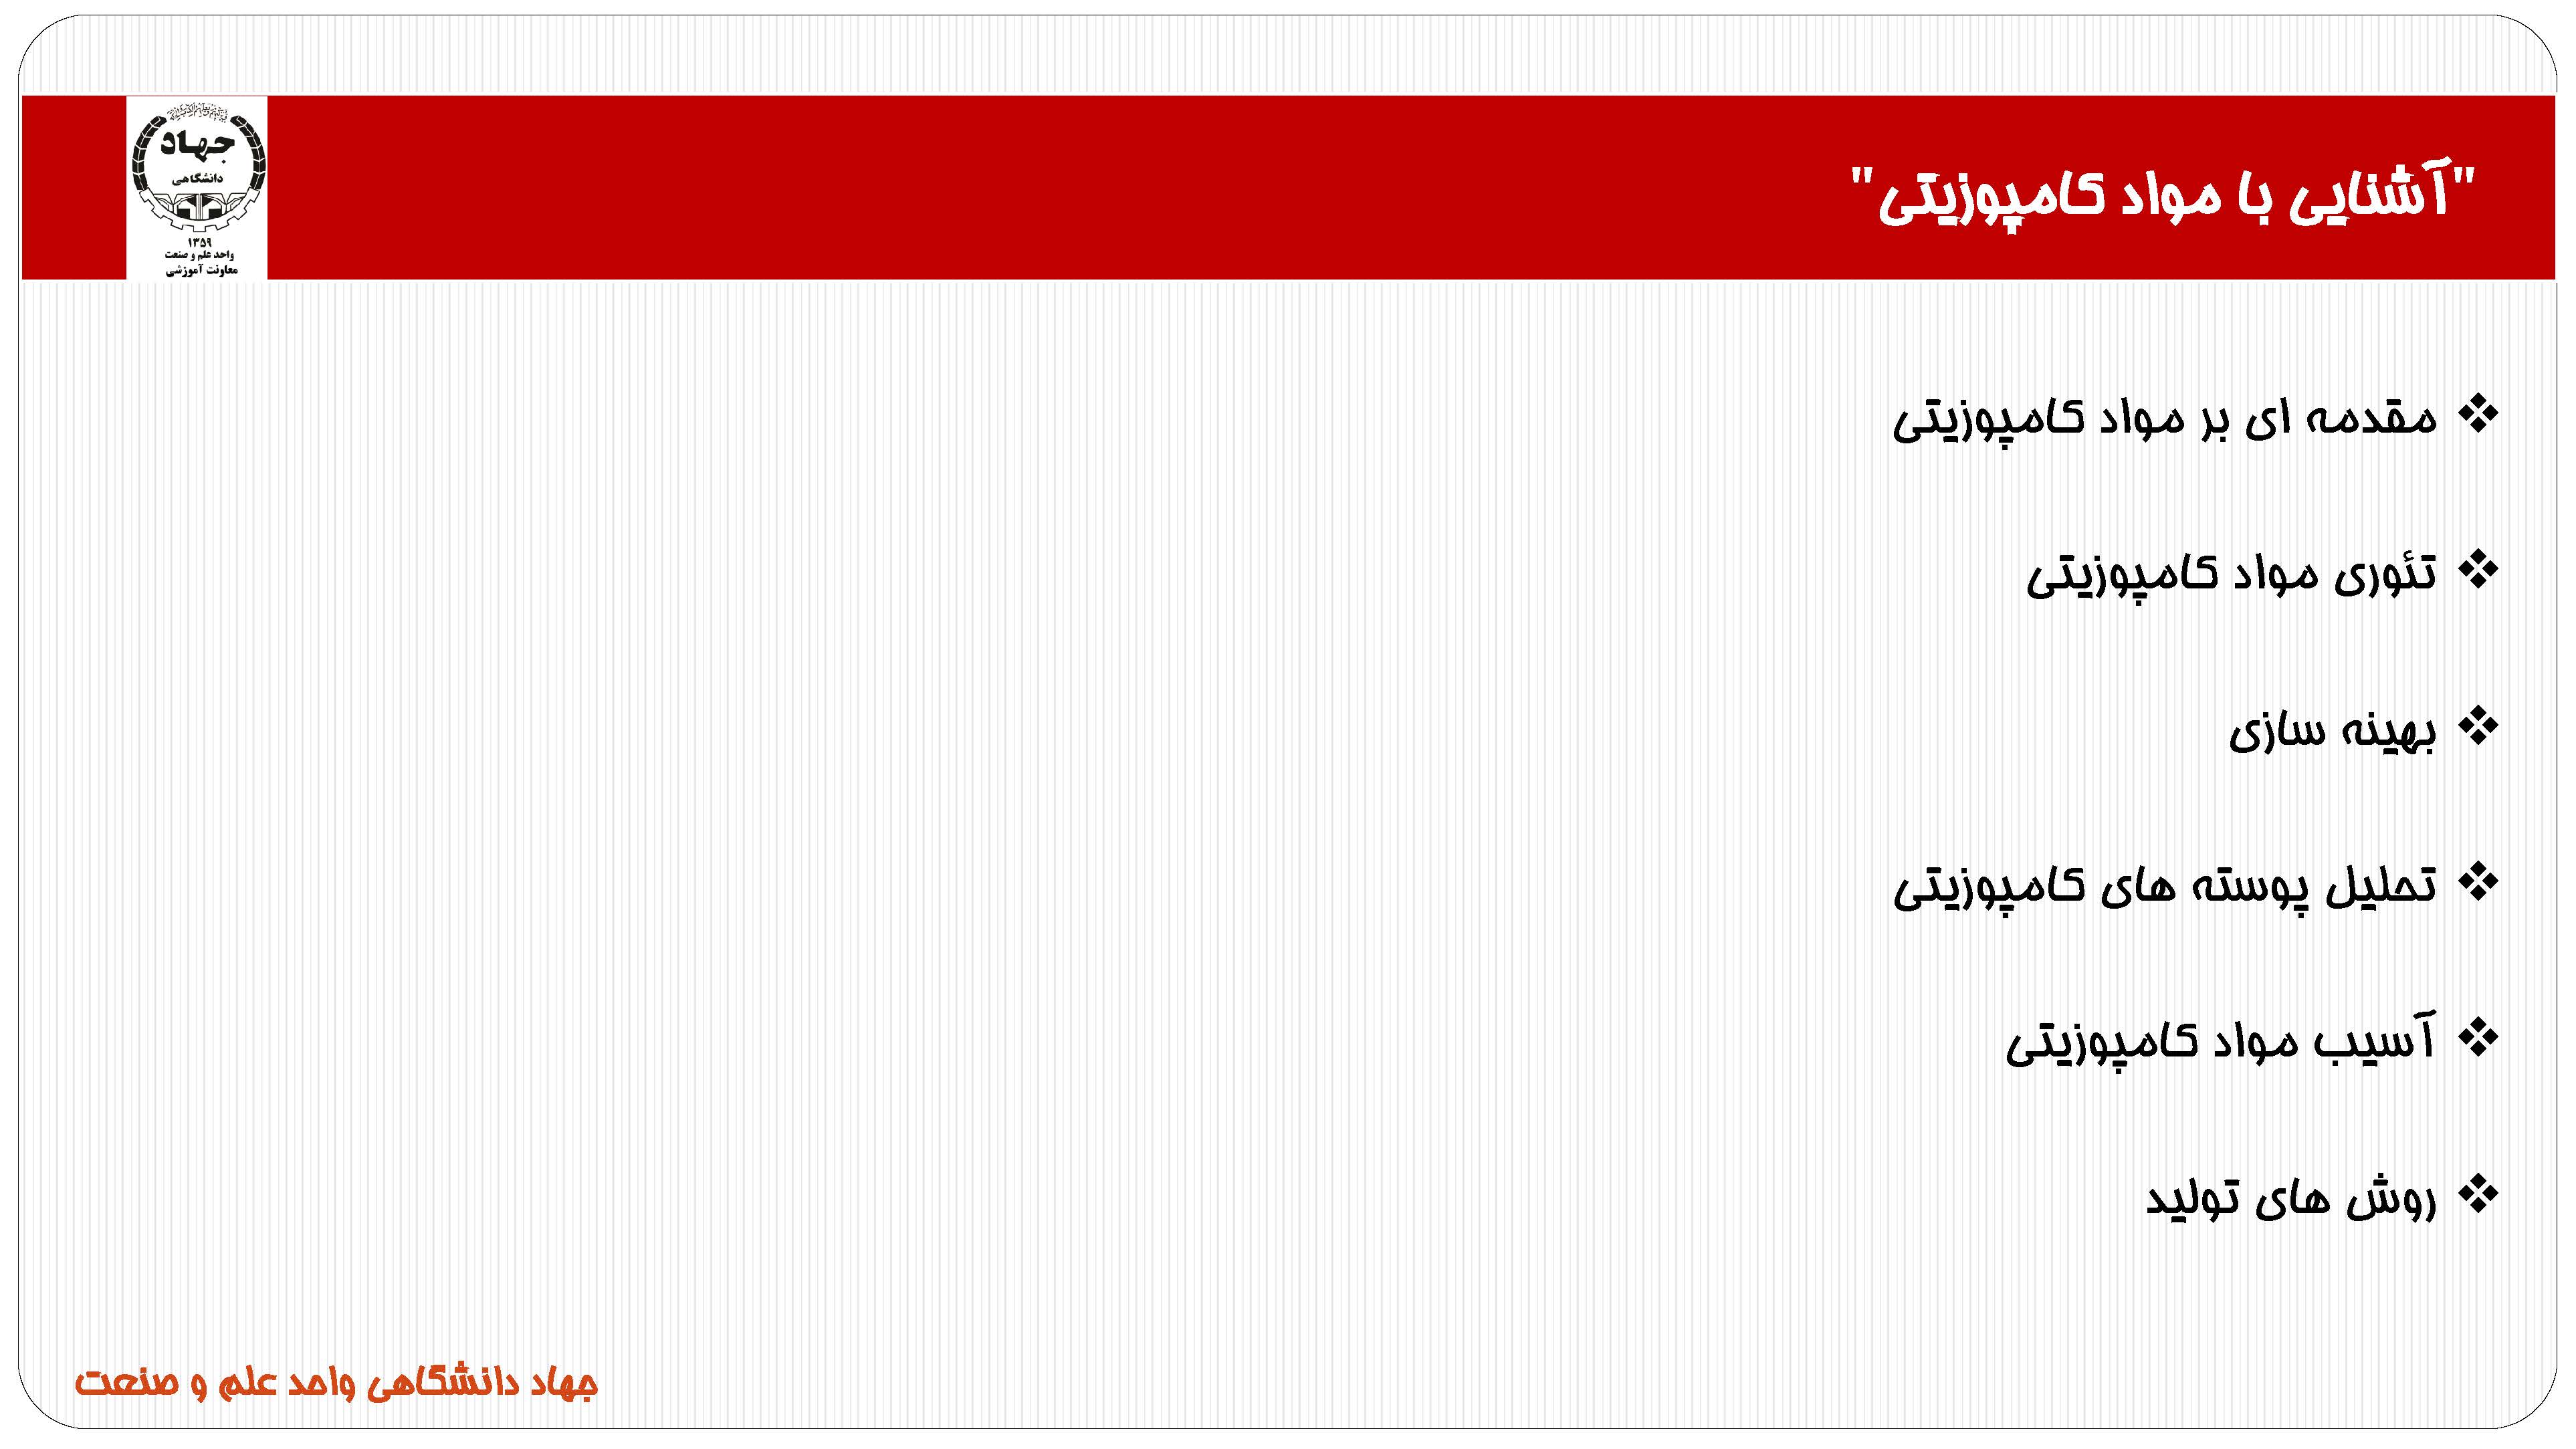 "آشنایی با مواد کامپوزیتی"
جهاد
دانشگاهی
۱۳۵۹
واحد علم و صنعت
معاونت آموزشی
❖ مقدمه ای بر مواد کامپوزیتی
❖ تئوری مواد کامپوزیتی
❖ بهینه سازی
❖ تحلیل پوسته های کامپوزیتی
❖ آسیب مواد کامپوزیتی
❖ روش های تولید
جهاد دانشگاهی واحد علم و صنعت